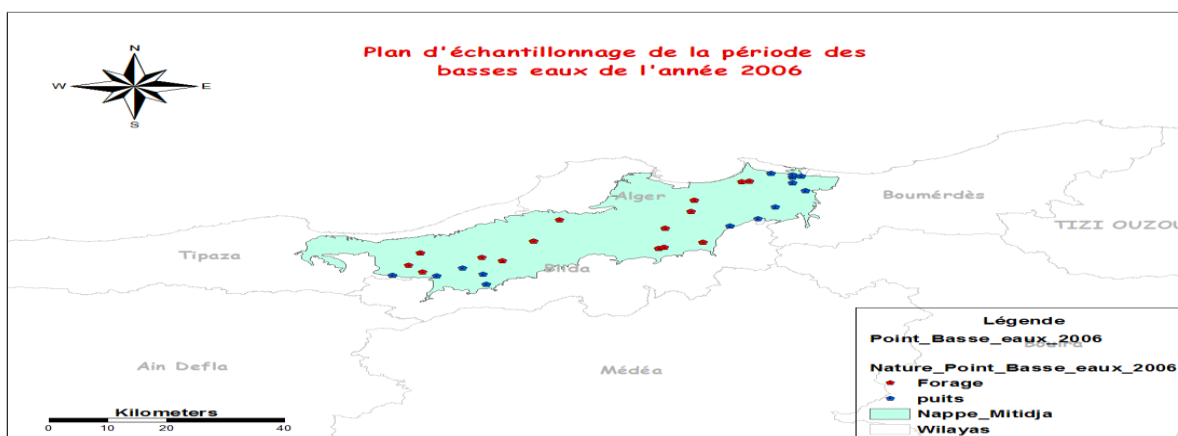 Plan d'échantillonnage de la période des
basses eaux de l'année 2006
N
W
E
S
Alger
Boumérdès
TIZI OUZOU
Tipaza
Blida
Ain Defla
Médéa
Bouira
Kilometers
0 10 20 40
Légende
Point_Basse_eaux_2006
Nature_Point_Basse_eaux_2006
Forage
puits
Nappe_Mitidja
Wilayas